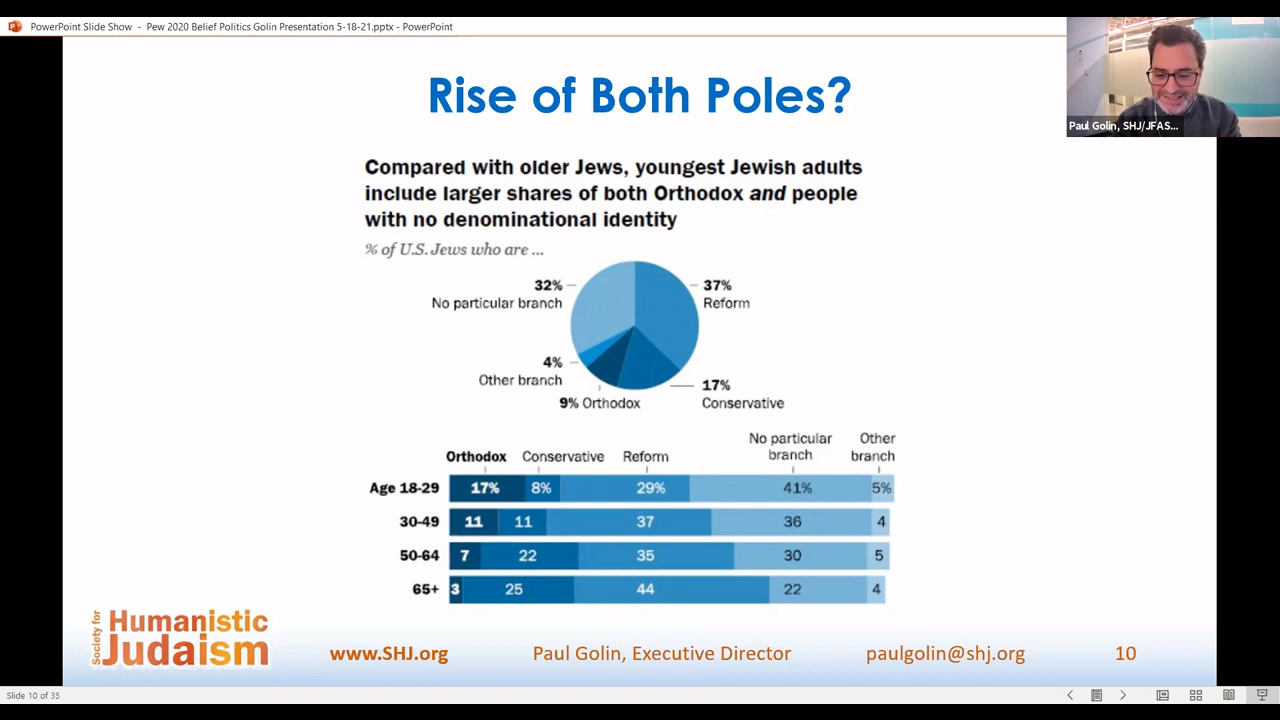 PowerPoint Slide Show - Pew 2020 Belief Politics Golin Presentation 5-18-21.pptx - PowerPoint
Paul Golin, SHJ/JFAS...
Rise of Both Poles?
Compared with older Jews, youngest Jewish adults
include larger shares of both Orthodox and people
with no denominational identity
% of U.S. Jews who are ...
32%
No particular branch
37%
Reform
4%
Other branch
9% Orthodox
17%
Conservative
Orthodox Conservative Reform No particular branch Other branch
Age 18-29 17% 8% 29% 41% 5%
30-49 11 11 37 36 4
50-64 7 22 35 30 5
65+ 3 25 44 22 4
Society for
Humanistic
Judaism
www.SHJ.org Paul Golin, Executive Director paulgolin@shj.org 10
Slide 10 of 35